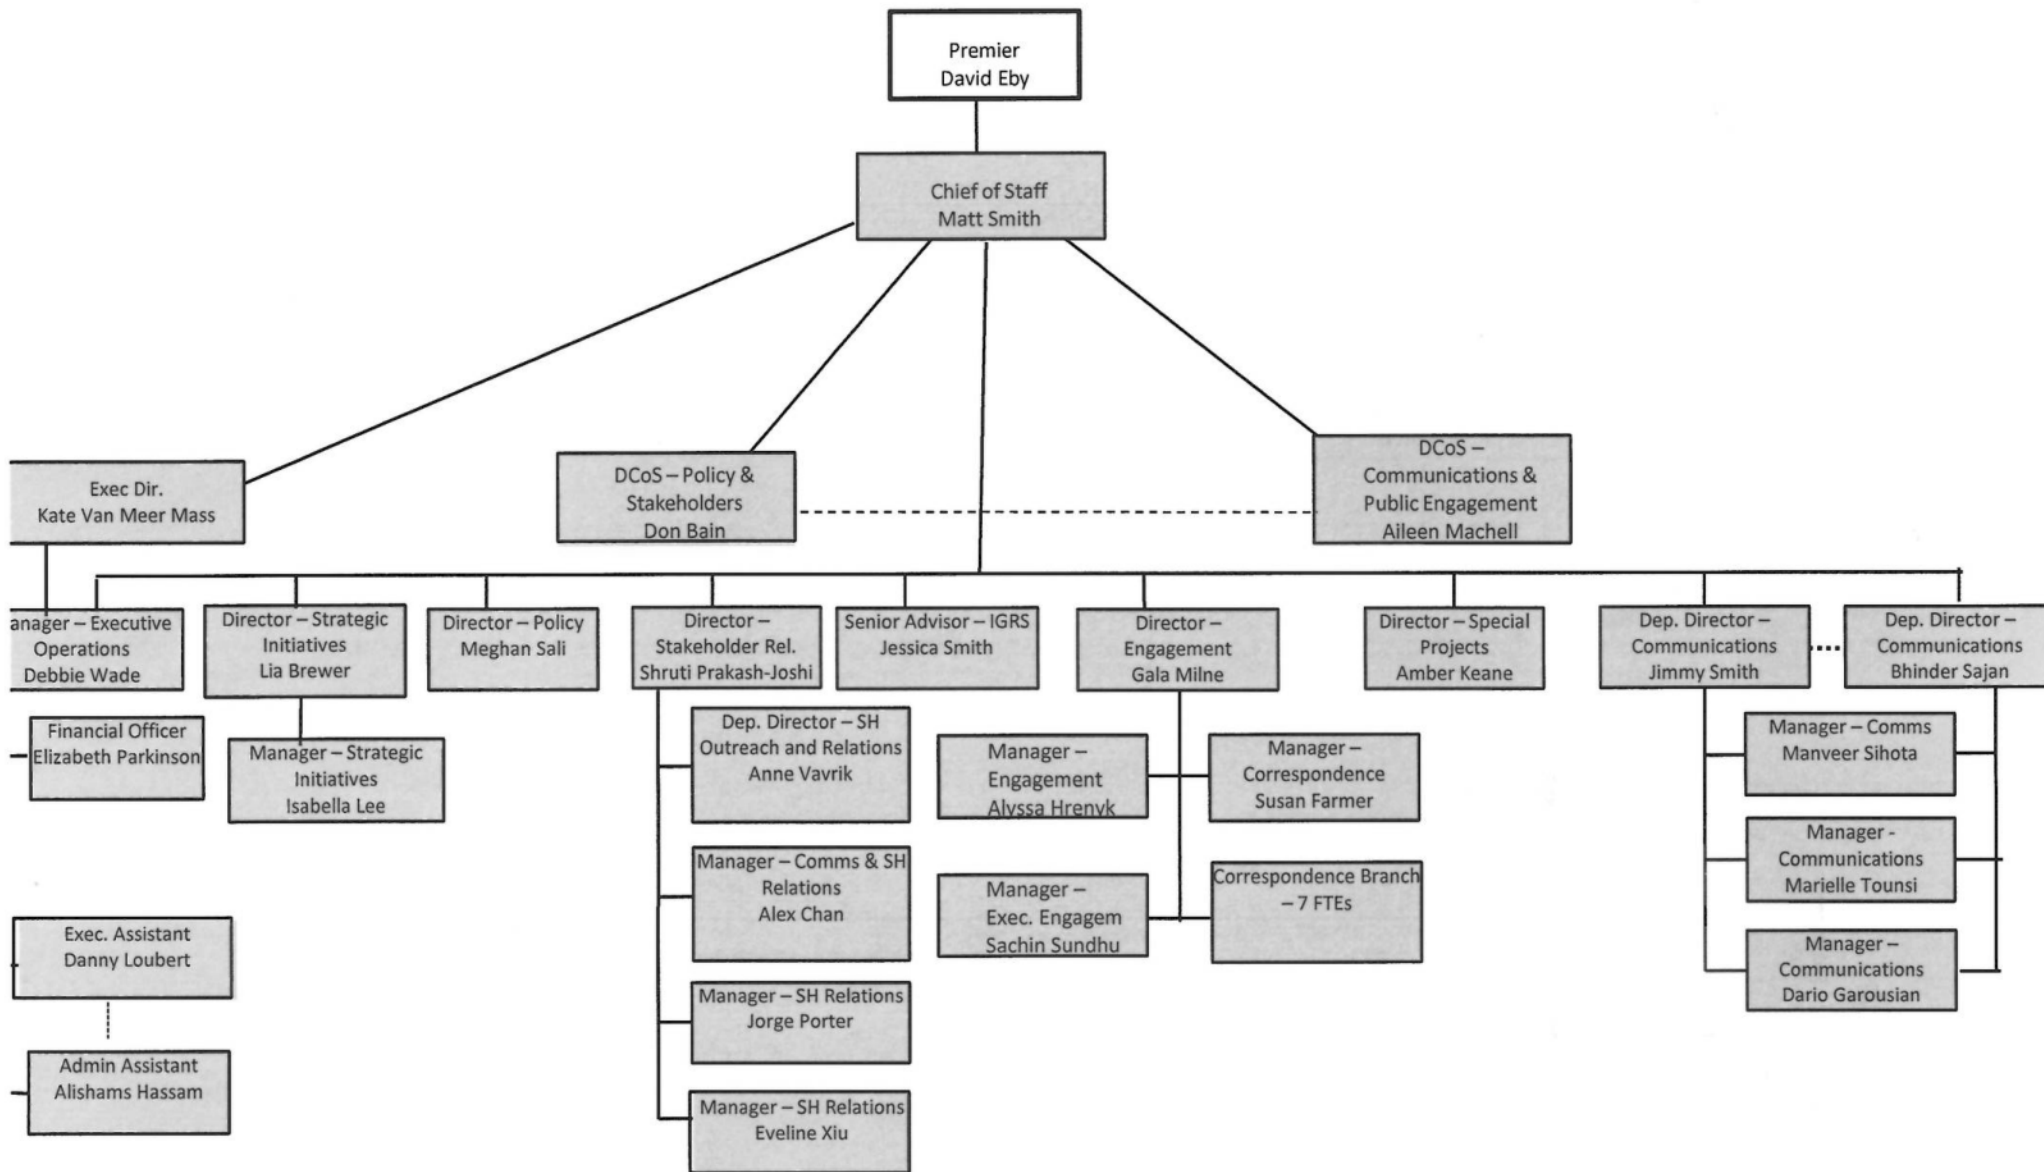 Premier
David Eby
Chief of Staff
Matt Smith
Exec Dir.
Kate Van Meer Mass
DCoS – Policy &
Stakeholders
Don Bain
DCoS –
Communications &
Public Engagement
Aileen Machell
anager – Executive
Operations
Debbie Wade
Director – Strategic
Initiatives
Lia Brewer
Director – Policy
Meghan Sali
Director –
Stakeholder Rel.
Shruti Prakash-Joshi
Senior Advisor – IGRS
Jessica Smith
Director –
Engagement
Gala Milne
Director – Special
Projects
Amber Keane
Dep. Director –
Communications
Jimmy Smith
Dep. Director –
Communications
Bhinder Sajan
Financial Officer
Elizabeth Parkinson
Manager – Strategic
Initiatives
Isabella Lee
Dep. Director – SH
Outreach and Relations
Anne Vavrik
Manager –
Engagement
Alyssa Hrenyk
Manager–
Correspondence
Susan Farmer
Manager – Comms
Manveer Sihota
Manager – Comms & SH
Relations
Alex Chan
Manager –
Exec. Engagem
Sachin Sundhu
Correspondence Branch
– 7 FTEs
Manager -
Communications
Marielle Tounsi
Exec. Assistant
Danny Loubert
Manager –
Communications
Dario Garousian
Manager – SH Relations
Jorge Porter
Admin Assistant
Alishams Hassam
Manager – SH Relations
Eveline Xiu